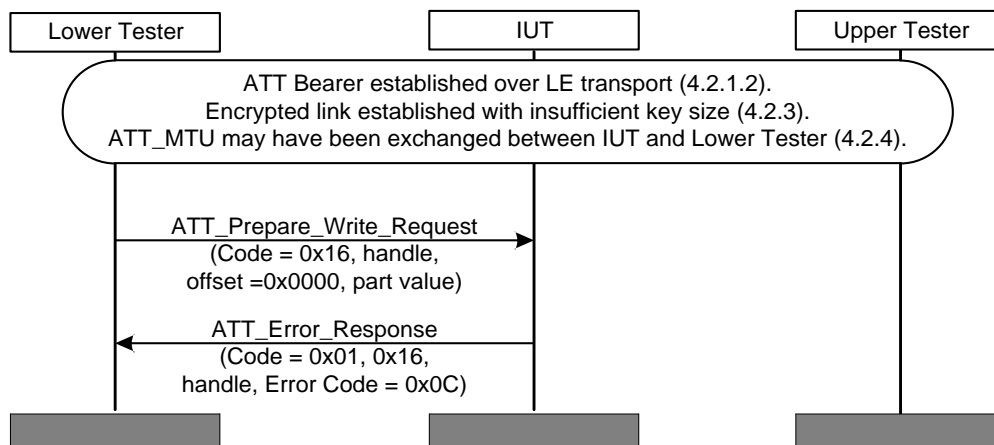 Lower Tester
IUT
Upper Tester
ATT Bearer established over LE transport (4.2.1.2).
Encrypted link established with insufficient key size (4.2.3).
ATT_MTU may have been exchanged between IUT and Lower Tester (4.2.4).
ATT_Prepare_Write_Request
(Code = 0x16, handle,
offset =0x0000, part value)
ATT_Error_Response
(Code = 0x01, 0x16,
handle, Error Code = 0x0C)